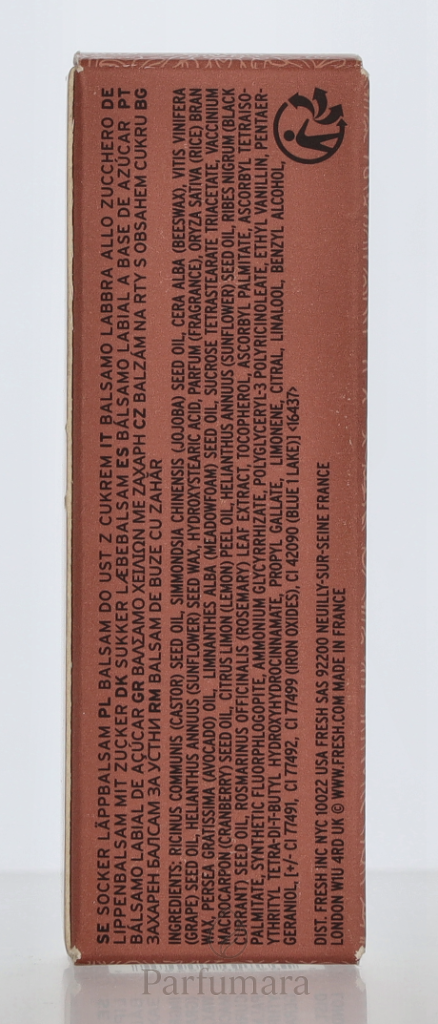 SE SOCKER LÄPPBALSAM PL BALSAM DO UST Z CUKREM IT BALSAMO LABBRA ALLO ZUCCHERO DE
LIPPENBALSAM MIT ZUCKER DK SUKKER LÆBEBALSAM ES BÁLSAMO LABIAL A BASE DE AZÚCAR PT
BÁLSAMO LABIAL DE AÇÚCAR GR ΒΑΛΣΑΜΟ ΧΕΙΛΙΩΝ ΜΕ ΖΑΧΑΡΗ CZ BALZÁM NA RTY S OBSAHEM CUKRU BG
ЗАХАРЕН БАЛСАМ ЗА УСТНИ RM BALSAM DE BUZE CU ZAHĂR
INGREDIENTS: RICINUS COMMUNIS (CASTOR) SEED OIL, SIMMONDSIA CHINENSIS (JOJOBA) SEED OIL, CERA ALBA (BEESWAX), VITIS VINIFERA
(GRAPE) SEED OIL, HELIANTHUS ANNUUS (SUNFLOWER) SEED WAX, HYDROXYSTEARIC ACID, PARFUM (FRAGRANCE), ORYZA SATIVA (RICE) BRAN
WAX, PERSEA GRATISSIMA (AVOCADO) OIL, LIMNANTHES ALBA (MEADOWFOAM) SEED OIL, SUCROSE TETRASTEARATE TRIACETATE, VACCINIUM
MACROCARPON (CRANBERRY) SEED OIL, CITRUS LIMON (LEMON) PEEL OIL, HELIANTHUS ANNUUS (SUNFLOWER) SEED OIL, RIBES NIGRUM (BLACK
CURRANT) SEED OIL, ROSMARINUS OFFICINALIS (ROSEMARY) LEAF EXTRACT, TOCOPHEROL, ASCORBYL PALMITATE, ASCORBYL TETRAISO-
PALMITATE, SYNTHETIC FLUORPHLOGOPITE, AMMONIUM GLYCYRRHIZATE, POLYGLYCERYL-3 POLYRICINOLEATE, ETHYL VANILLIN, PENTAER-
YTHRITYL TETRA-DI-T-BUTYL HYDROXYHYDROCINNAMATE, PROPYL GALLATE, LIMONENE, CITRAL, LINALOOL, BENZYL ALCOHOL,
GERANIOL, [+/- CI 77491, CI 77492, CI 77499 (IRON OXIDES), CI 42090 (BLUE 1 LAKE)] <16437>
DIST. FRESH INC. NYC 10022 USA FRESH SAS 92200 NEUILLY-SUR-SEINE FRANCE
LONDON W1U 4RD UK © WWW.FRESH.COM MADE IN FRANCE
Parfumara